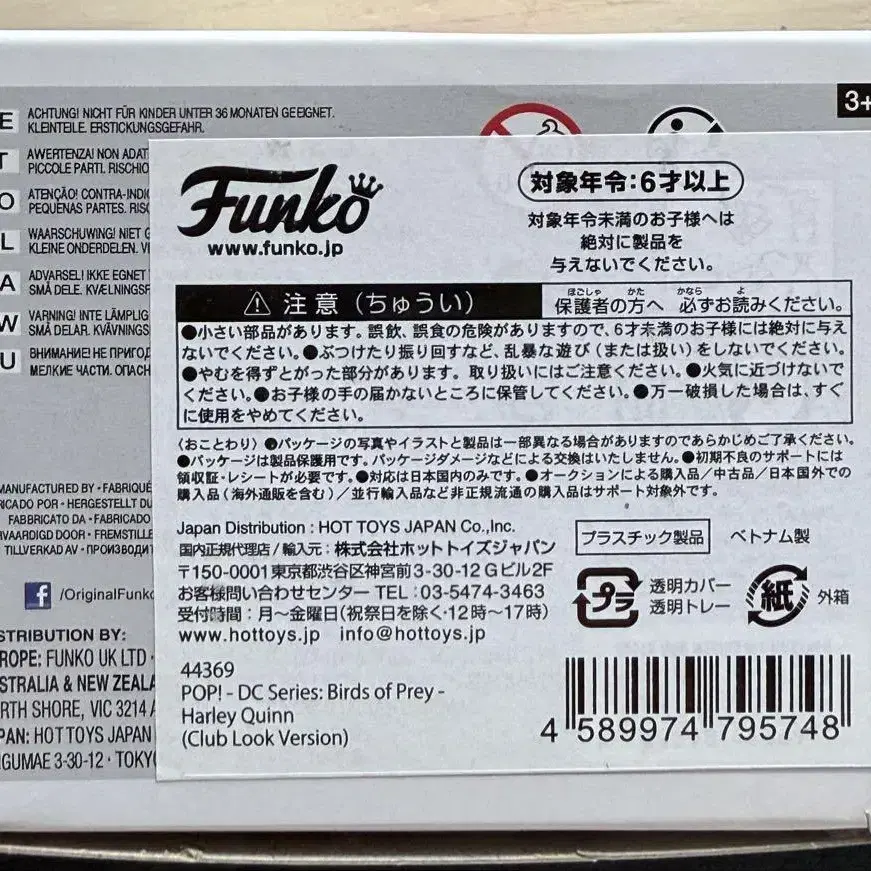 E ACHTUNG! NICHT FÜR KINDER UNTER 36 MONATEN GEEIGNET.
KLEINTEILE. ERSTICKUNGSGEFAHR.
3+
T AVVERTENZA! NON ADAT
PICCOLE PARTI. RISCHIO
O ATENÇÃO! CONTRA-INDIC
PEQUENAS PARTES. RISC
L WAARSCHUWING! NIET G
KLEINE ONDERDELEN. VE
A ADVARSEL! IKKE EGNET
SMÅ DELE. KVÆLNINGSF
W VARNING! INTE LÄMPLIG
SMÅ DELAR. KVÄVNINGS
U ВНИМАНИЕ! НЕ ПРИГОД
МЕЛКИЕ ЧАСТИ. ОПАСН
MANUFACTURED BY • FABRIQUÉ
RICADO POR • HERGESTELLT DU
FABBRICATO DA • FABRICADO
RVAARDIGD DOOR • FREMSTILLE
TILLVERKAD AV • ПРОИЗВОДИТ
f /OriginalFunko
STRIBUTION BY:
ROPE: FUNKO UK LTD •
STRALIA & NEW ZEALA
RTH SHORE, VIC 3214 A
PAN: HOT TOYS JAPAN
IGUMAE 3-30-12 • TOKYO
Funko
www.funko.jp
対象年令:6才以上
対象年令未満のお子様へは
絶対に製品を
与えないでください。
⚠ 注意（ちゅうい）
保護者の方へ 必ずお読みください。
●小さい部品があります。誤飲、誤食の危険がありますので、6才未満のお子様には絶対に与え
ないでください。●ぶつけたり振り回すなど、乱暴な遊び（または扱い）をしないでください。
●やむを得ずとがった部分があります。取り扱いにはご注意ください。●火気に近づけないで
ください。●お子様の手の届かないところに保管してください。●万一破損した場合は、すぐ
に使用をやめてください。
〈おことわり〉●パッケージの写真やイラストと製品は一部異なる場合がありますのであらかじめご了承ください。
●パッケージは製品保護用です。パッケージダメージなどによる交換はいたしません。●初期不良のサポートには
領収証・レシートが必要です。●対応は日本国内のみです。●オークションによる購入品／中古品／日本国外での
購入品（海外通販を含む）／並行輸入品など非正規流通の購入品はサポート対象外です。
Japan Distribution : HOT TOYS JAPAN Co.,Inc.
国内正規代理店／輸入元：株式会社ホットトイズジャパン
〒150-0001 東京都渋谷区神宮前3-30-12 Gビル2F
お客様問い合わせセンター TEL：03-5474-3463
受付時間：月〜金曜日(祝祭日を除く・12時〜17時)
www.hottoys.jp info@hottoys.jp
プラスチック製品
ベトナム製
プラ 透明カバー
透明トレー
紙 外箱
44369
POP! - DC Series: Birds of Prey -
Harley Quinn
(Club Look Version)
4 589974 795748